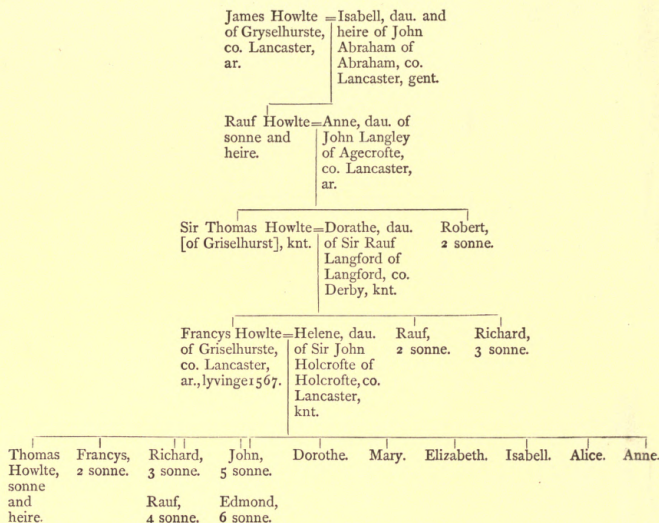 James Howlte =Isabell, dau. and
of Gryselhurste, heire of John
co. Lancaster, Abraham of
ar. Abraham, co.
Lancaster, gent.
Rauf Howlte=Anne, dau. of
sonne and John Langley
heire. of Agecrofte,
co. Lancaster,
ar.
Sir Thomas Howlte=Dorathe, dau. Robert,
[of Griselhurst], knt. of Sir Rauf 2 sonne.
Langford of
Langford, co.
Derby, knt.
Francys Howlte=Helene, dau. Rauf, Richard,
of Griselhurste, of Sir John 2 sonne. 3 sonne.
co. Lancaster, Holcrofte of
ar., lyvinge 1567. Holcrofte, co.
Lancaster,
knt.
Thomas Francys, Richard, John, Dorothe. Mary. Elizabeth. Isabell. Alice. Anne.
Howlte, 2 sonne. 3 sonne. 5 sonne.
sonne
and Rauf, Edmond,
heire. 4 sonne. 6 sonne.